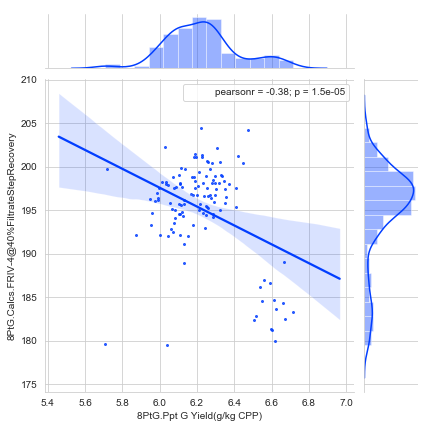 pearsonr = -0.38; p = 1.5e-05
210
205
200
195
190
185
180
175
8PtG.Calcs.FRIV-4@40%FiltrateStepRecovery
5.4 5.6 5.8 6.0 6.2 6.4 6.6 6.8 7.0
8PtG.Ppt G Yield(g/kg CPP)